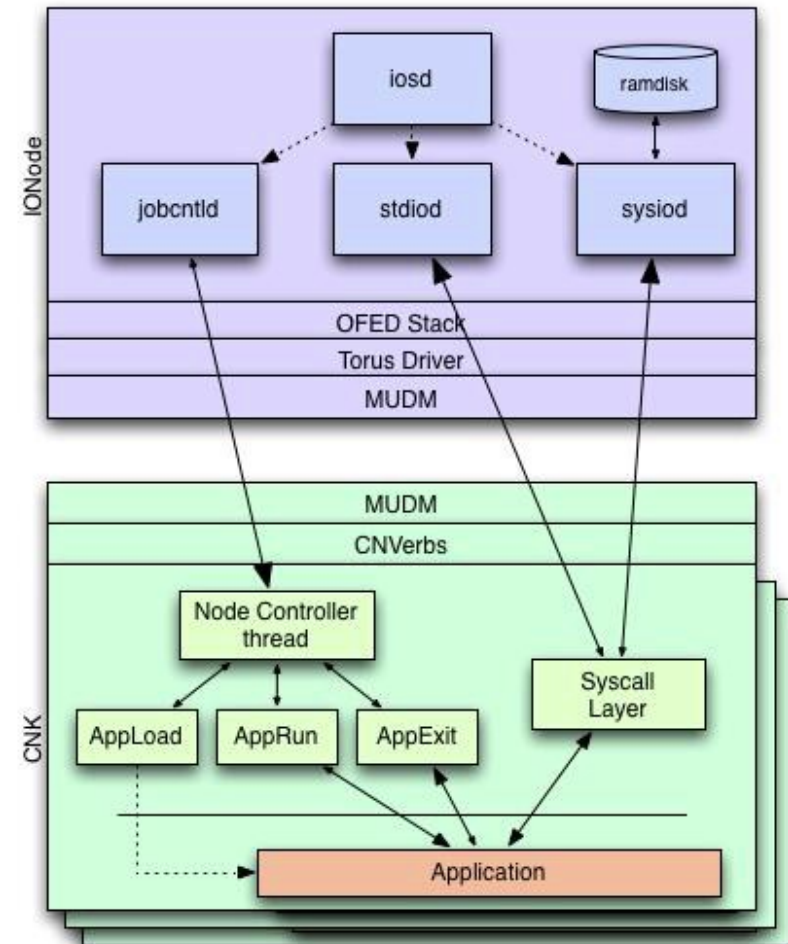 iosd
ramdisk
IONode
jobcntld
stdiod
sysiod
OFED Stack
Torus Driver
MUDM
MUDM
CNVerbs
Node Controller
thread
Syscall
Layer
CNK
AppLoad
AppRun
AppExit
Application